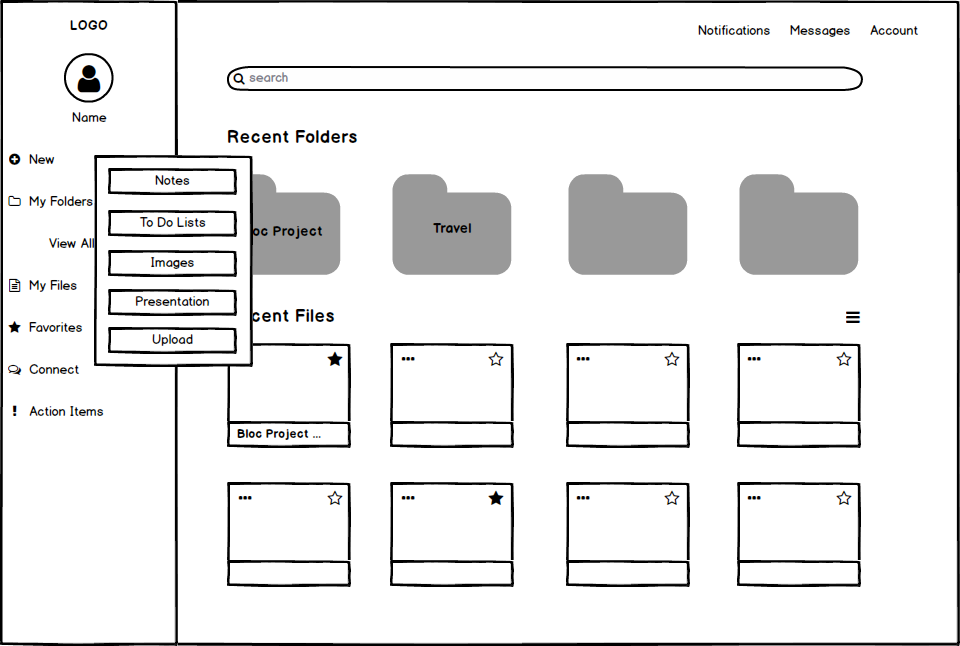 LOGO
Name
New
My Folders
View All
My Files
Favorites
Connect
Action Items
Notes
To Do Lists
Images
Presentation
Upload
Notifications Messages Account
search
Recent Folders
oc Project
Travel
cent Files
Bloc Project ...